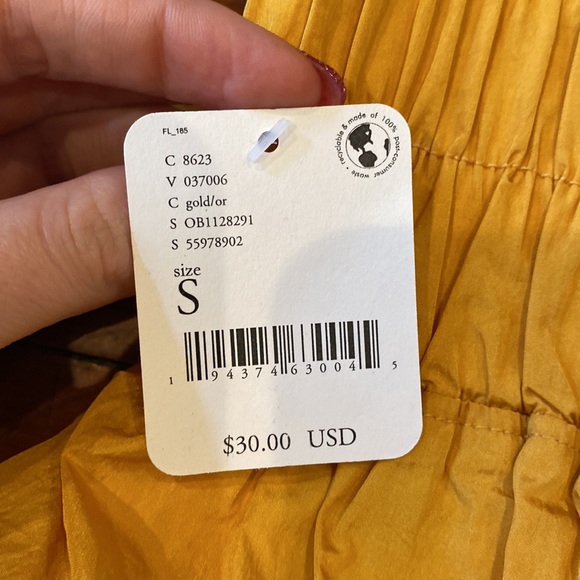 FL_185
recyclable & made of 100% post-consumer waste •
C 8623
V 037006
C gold/or
S OB1128291
S 55978902
size
S
1 94374 63004 5
$30.00 USD